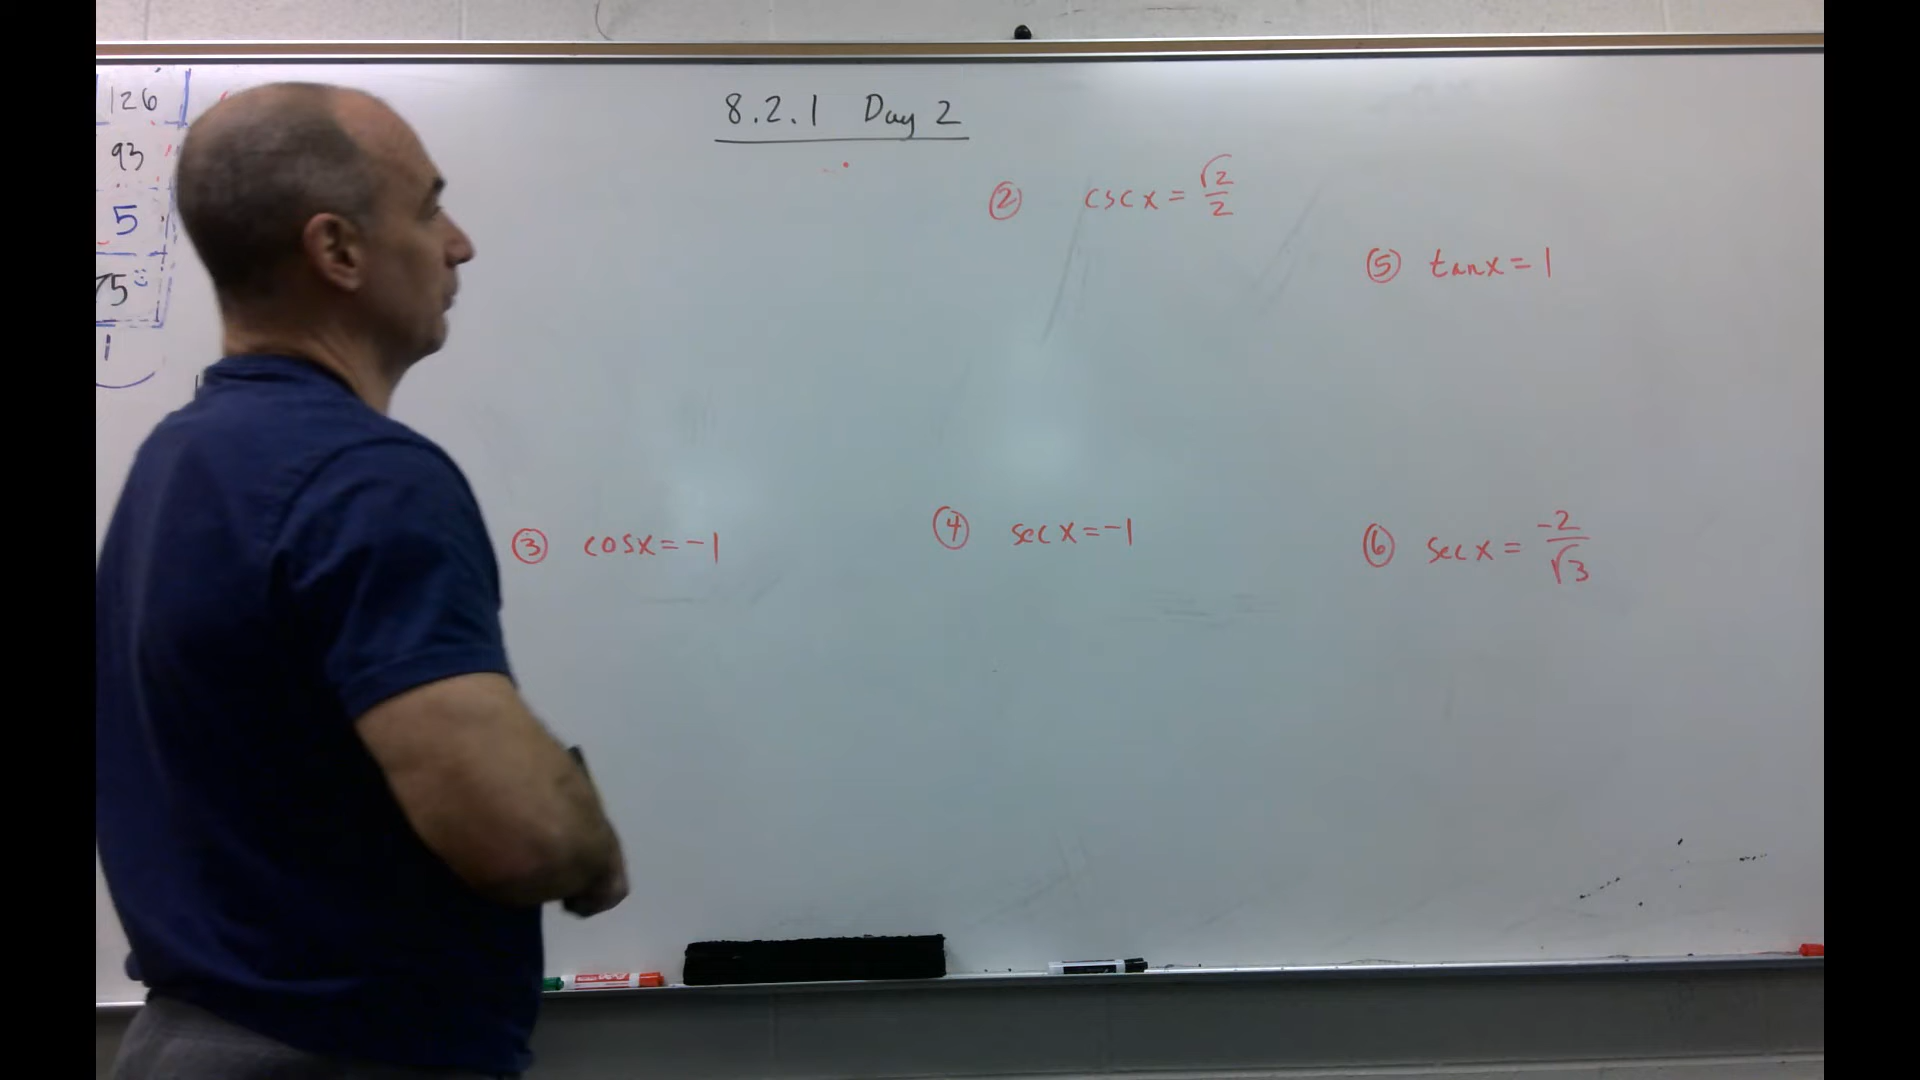 126
93
5
75
1
8.2.1 Day 2
② csc x = √2/2
⑤ tan x = 1
③ cos x = -1
④ sec x = -1
⑥ sec x = -2/√3